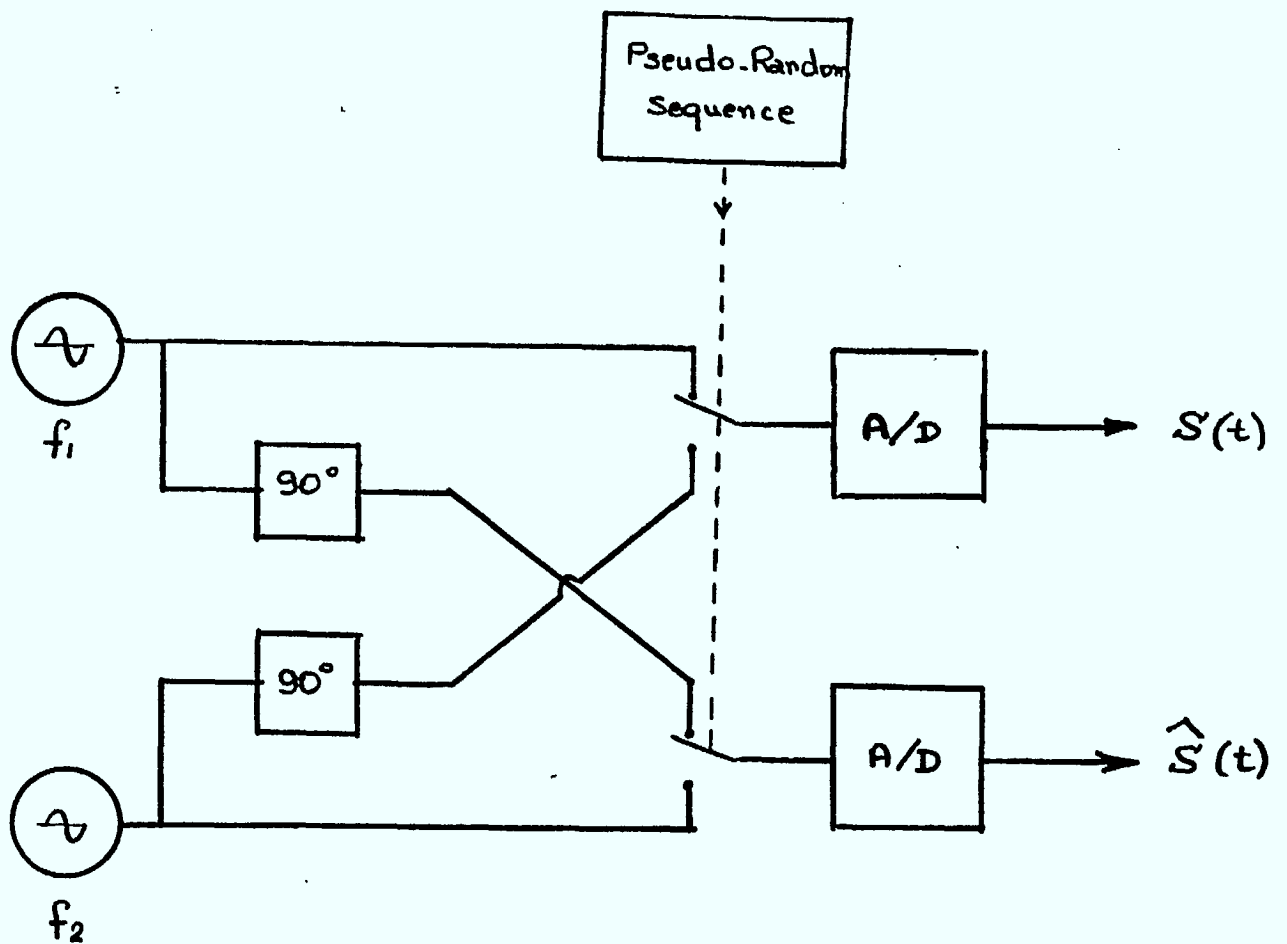 Pseudo-Random
Sequence
f1
90°
A/D
S(t)
90°
A/D
Ŝ(t)
f2